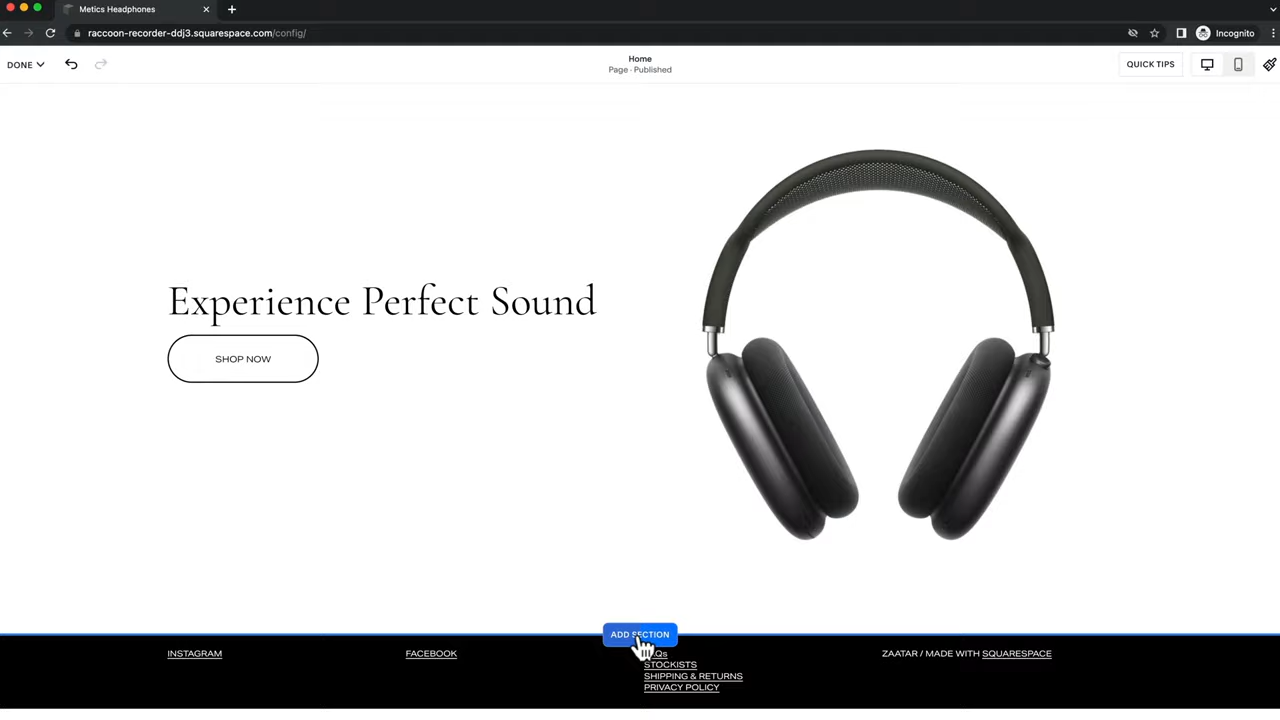 Metics Headphones
raccoon-recorder-ddj3.squarespace.com/config/
Incognito
DONE
Home
Page · Published
QUICK TIPS
Experience Perfect Sound
SHOP NOW
ADD SECTION
INSTAGRAM
FACEBOOK
STOCKISTS
SHIPPING & RETURNS
PRIVACY POLICY
ZAATAR / MADE WITH SQUARESPACE